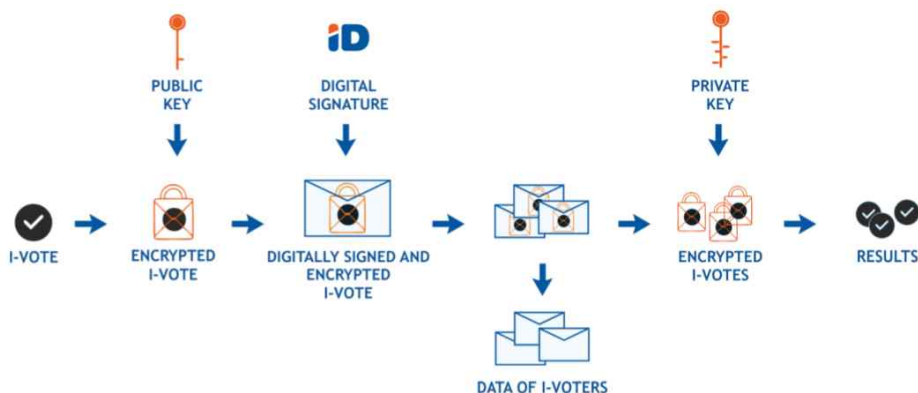 PUBLIC
KEY
iD
DIGITAL
SIGNATURE
PRIVATE
KEY
I-VOTE
ENCRYPTED
I-VOTE
DIGITALLY SIGNED AND
ENCRYPTED
I-VOTE
ENCRYPTED
I-VOTES
RESULTS
DATA OF I-VOTERS